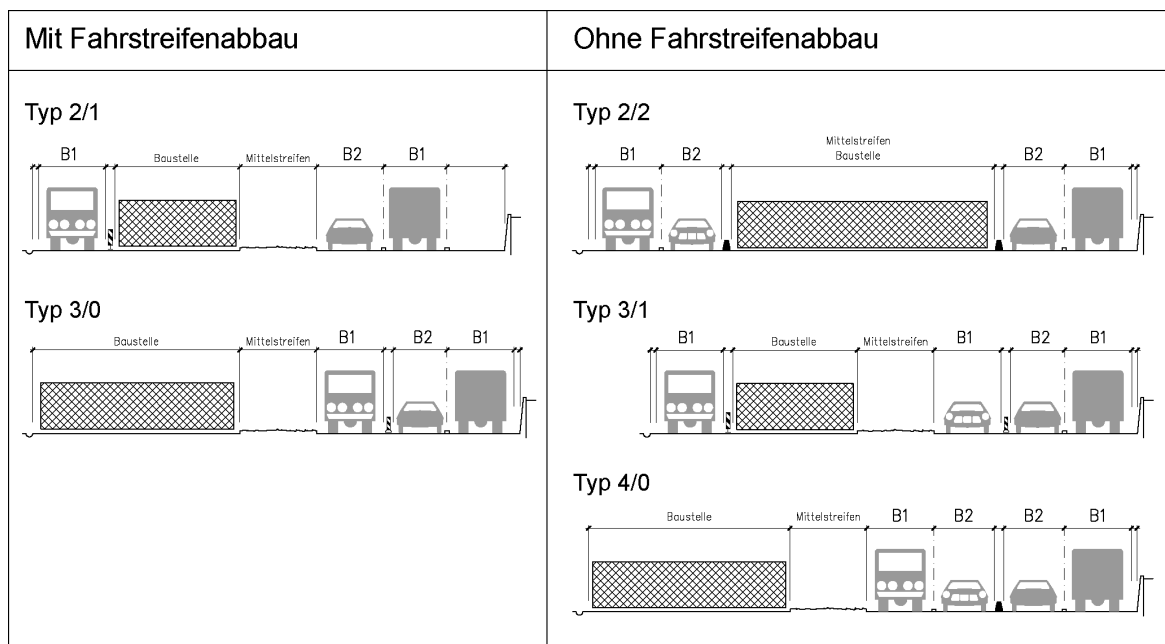 Mit Fahrstreifenabbau
Typ 2/1
B1 Baustelle Mittelstreifen B2 B1
Typ 3/0
Baustelle Mittelstreifen B1 B2 B1
Ohne Fahrstreifenabbau
Typ 2/2
Mittelstreifen
B1 B2 Baustelle B2 B1
Typ 3/1
B1 Baustelle Mittelstreifen B1 B2 B1
Typ 4/0
Baustelle Mittelstreifen B1 B2 B2 B1